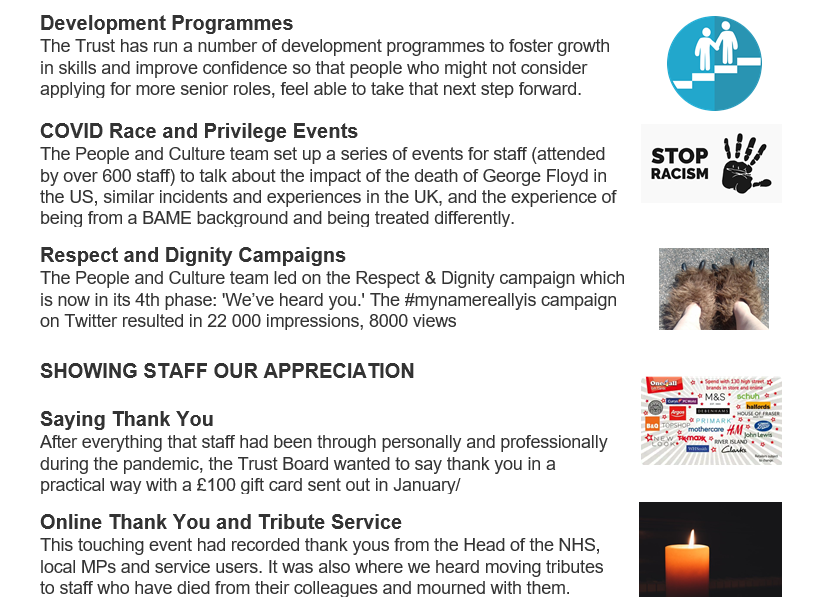 Development Programmes
The Trust has run a number of development programmes to foster growth
in skills and improve confidence so that people who might not consider
applying for more senior roles, feel able to take that next step forward.
COVID Race and Privilege Events
The People and Culture team set up a series of events for staff (attended
by over 600 staff) to talk about the impact of the death of George Floyd in
the US, similar incidents and experiences in the UK, and the experience of
being from a BAME background and being treated differently.
STOP
RACISM
Respect and Dignity Campaigns
The People and Culture team led on the Respect & Dignity campaign which
is now in its 4th phase: 'We’ve heard you.' The #mynamereallyis campaign
on Twitter resulted in 22 000 impressions, 8000 views
SHOWING STAFF OUR APPRECIATION
Saying Thank You
After everything that staff had been through personally and professionally
during the pandemic, the Trust Board wanted to say thank you in a
practical way with a £100 gift card sent out in January/
One4all
Spend with 130 high street
brands in store and online
M&S
schuh
Argos
DEBENHAMS
halfords
HOUSE OF FRASER
B&Q
TOPSHOP
PRIMARK
mothercare
H&M
Boots
John Lewis
NEW LOOK
TK maxx
RIVER ISLAND
WHSmith
Clarks
Online Thank You and Tribute Service
This touching event had recorded thank yous from the Head of the NHS,
local MPs and service users. It was also where we heard moving tributes
to staff who have died from their colleagues and mourned with them.